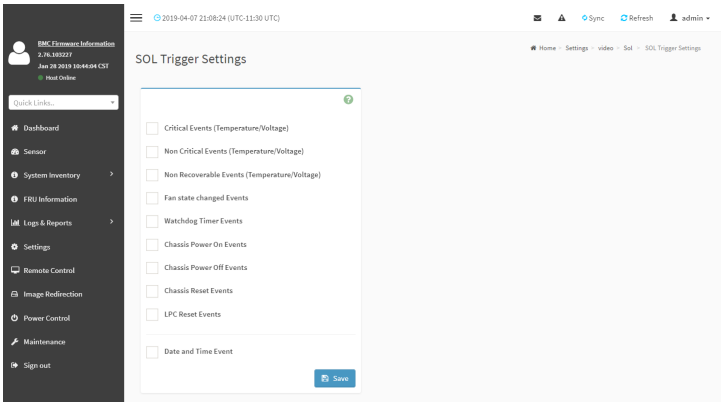 2019-04-07 21:08:24 (UTC-11:30 UTC)
Sync
Refresh
admin
BMC Firmware Information
2.76.103227
Jan 28 2019 10:44:04 CST
Host Online
Quick Links..
Dashboard
Sensor
System Inventory
FRU Information
Logs & Reports
Settings
Remote Control
Image Redirection
Power Control
Maintenance
Sign out
Home > Settings > video > Sol > SOL Trigger Settings
SOL Trigger Settings
Critical Events (Temperature/Voltage)
Non Critical Events (Temperature/Voltage)
Non Recoverable Events (Temperature/Voltage)
Fan state changed Events
Watchdog Timer Events
Chassis Power On Events
Chassis Power Off Events
Chassis Reset Events
LPC Reset Events
Date and Time Event
Save